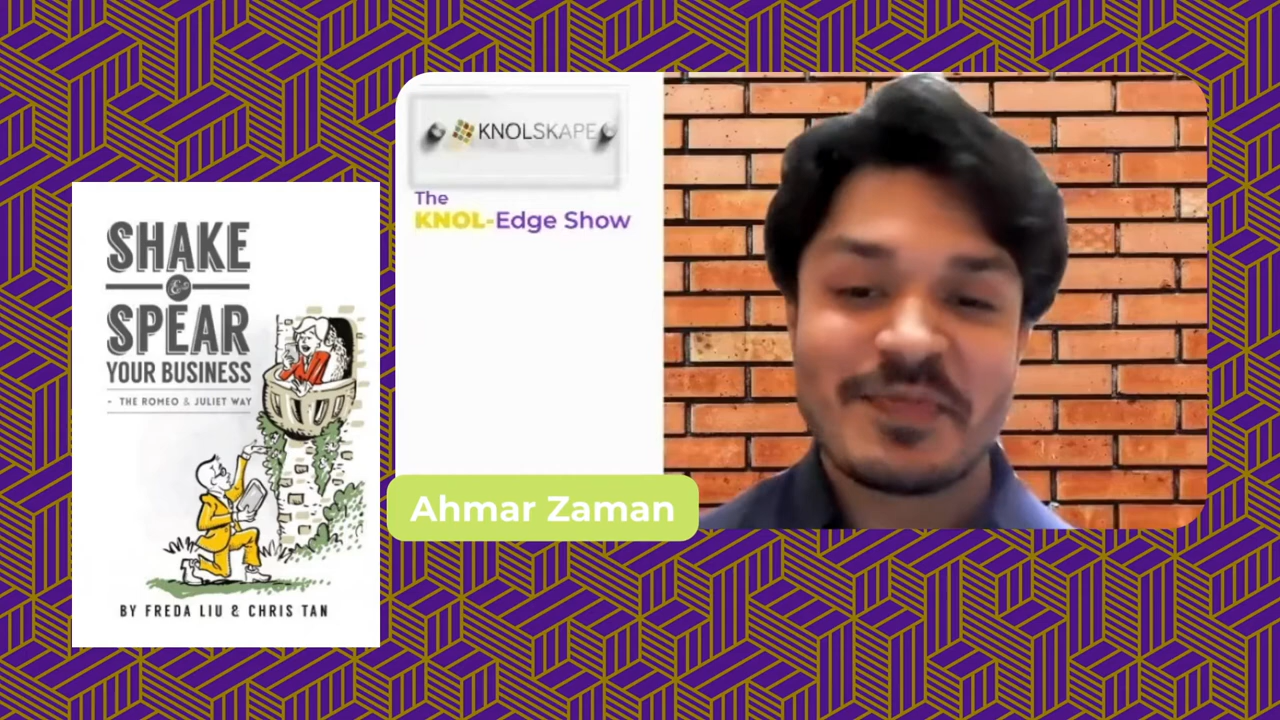 SHAKE
&
SPEAR
YOUR BUSINESS
- THE ROMEO & JULIET WAY
BY FREDA LIU & CHRIS TAN
KNOLSKAPE
The
KNOL-Edge Show
Ahmar Zaman